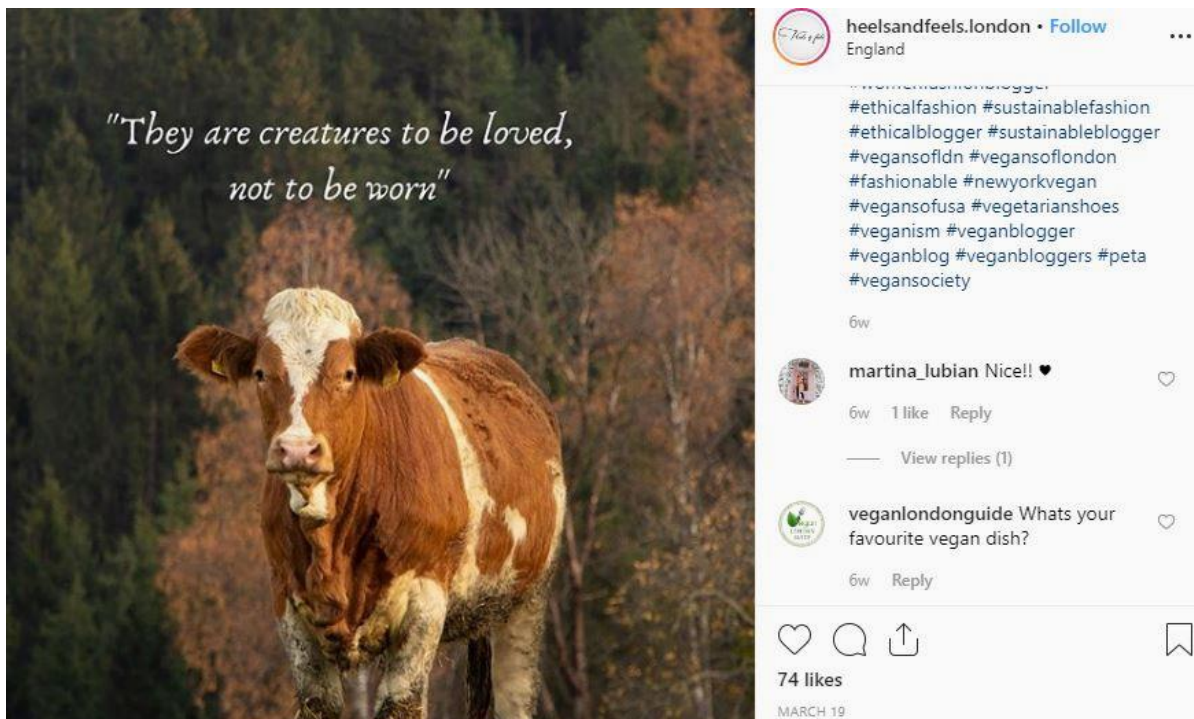 "They are creatures to be loved,
not to be worn"
heelsandfeels.london • Follow
England
#ethicalfashion #sustainablefashion
#ethicalblogger #sustainableblogger
#vegansofldn #vegansoflondon
#fashionable #newyorkvegan
#vegansofusa #vegetarianshoes
#veganism #veganblogger
#veganblog #veganbloggers #peta
#vegansociety
6w
martina_lubian Nice!! ♥
6w 1 like Reply
View replies (1)
veganlondonguide Whats your
favourite vegan dish?
6w Reply
74 likes
MARCH 19